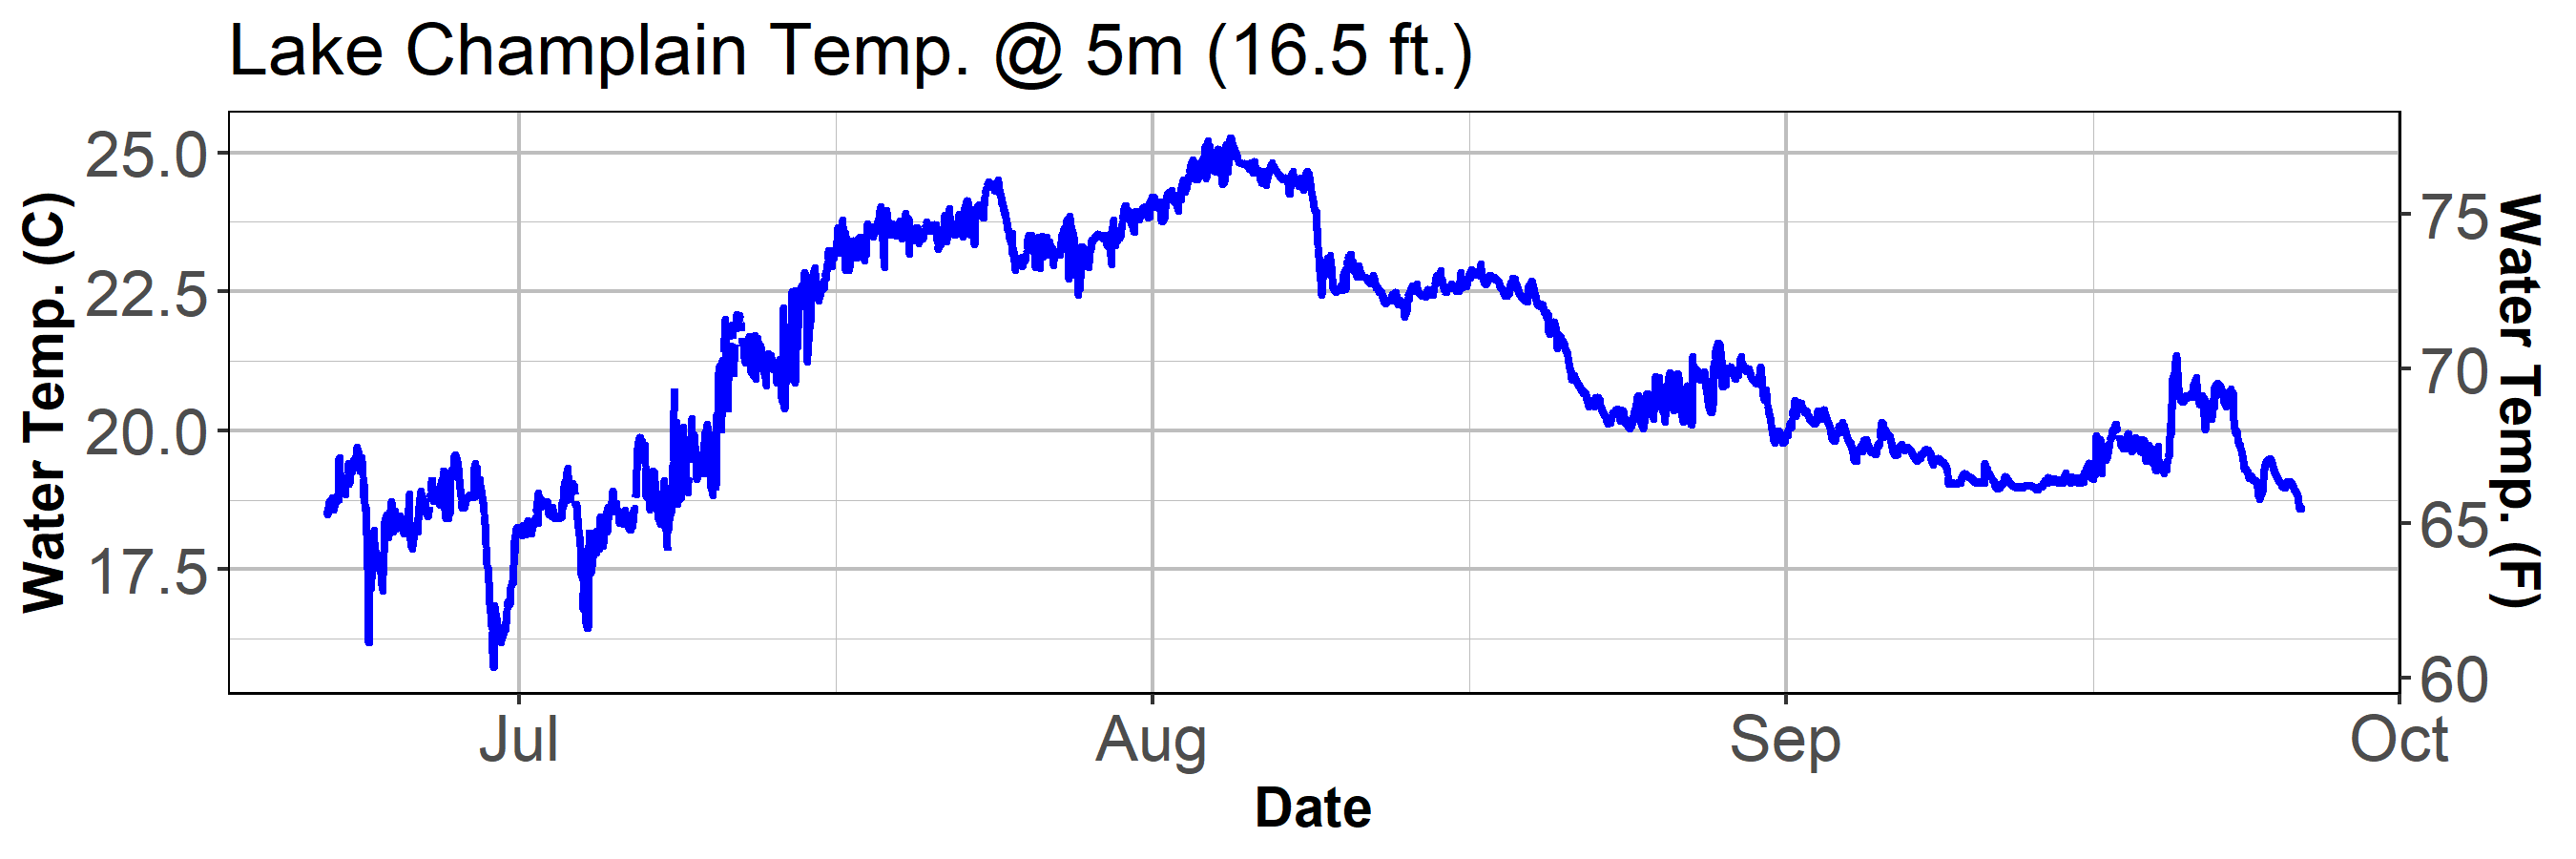 Lake Champlain Temp. @ 5m (16.5 ft.)
Water Temp. (C)
25.0
22.5
20.0
17.5
75
70
65
60
Water Temp. (F)
Jul
Aug
Sep
Oct
Date